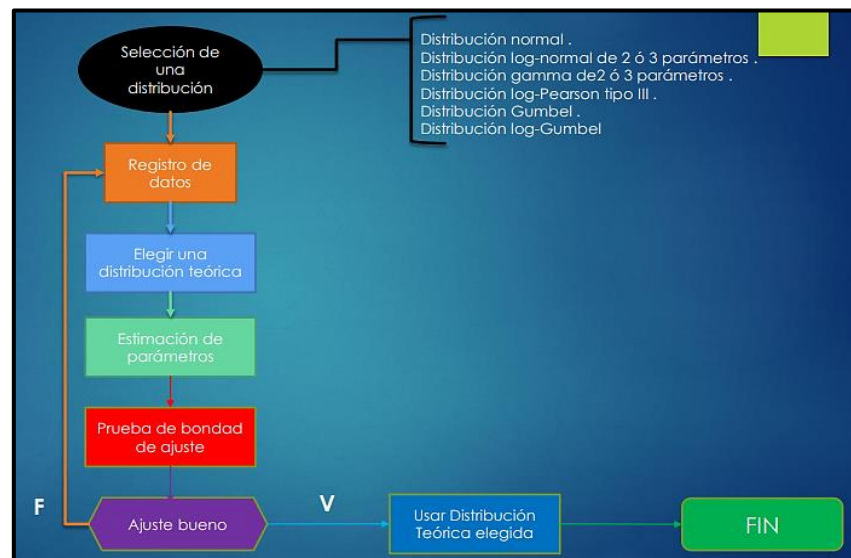 Selección de
una
distribución
Distribución normal .
Distribución log-normal de 2 ó 3 parámetros .
Distribución gamma de2 ó 3 parámetros .
Distribución log-Pearson tipo III .
Distribución Gumbel .
Distribución log-Gumbel
Registro de
datos
Elegir una
distribución teórica
Estimación de
parámetros
Prueba de bondad
de ajuste
F
Ajuste bueno
V
Usar Distribución
Teórica elegida
FIN